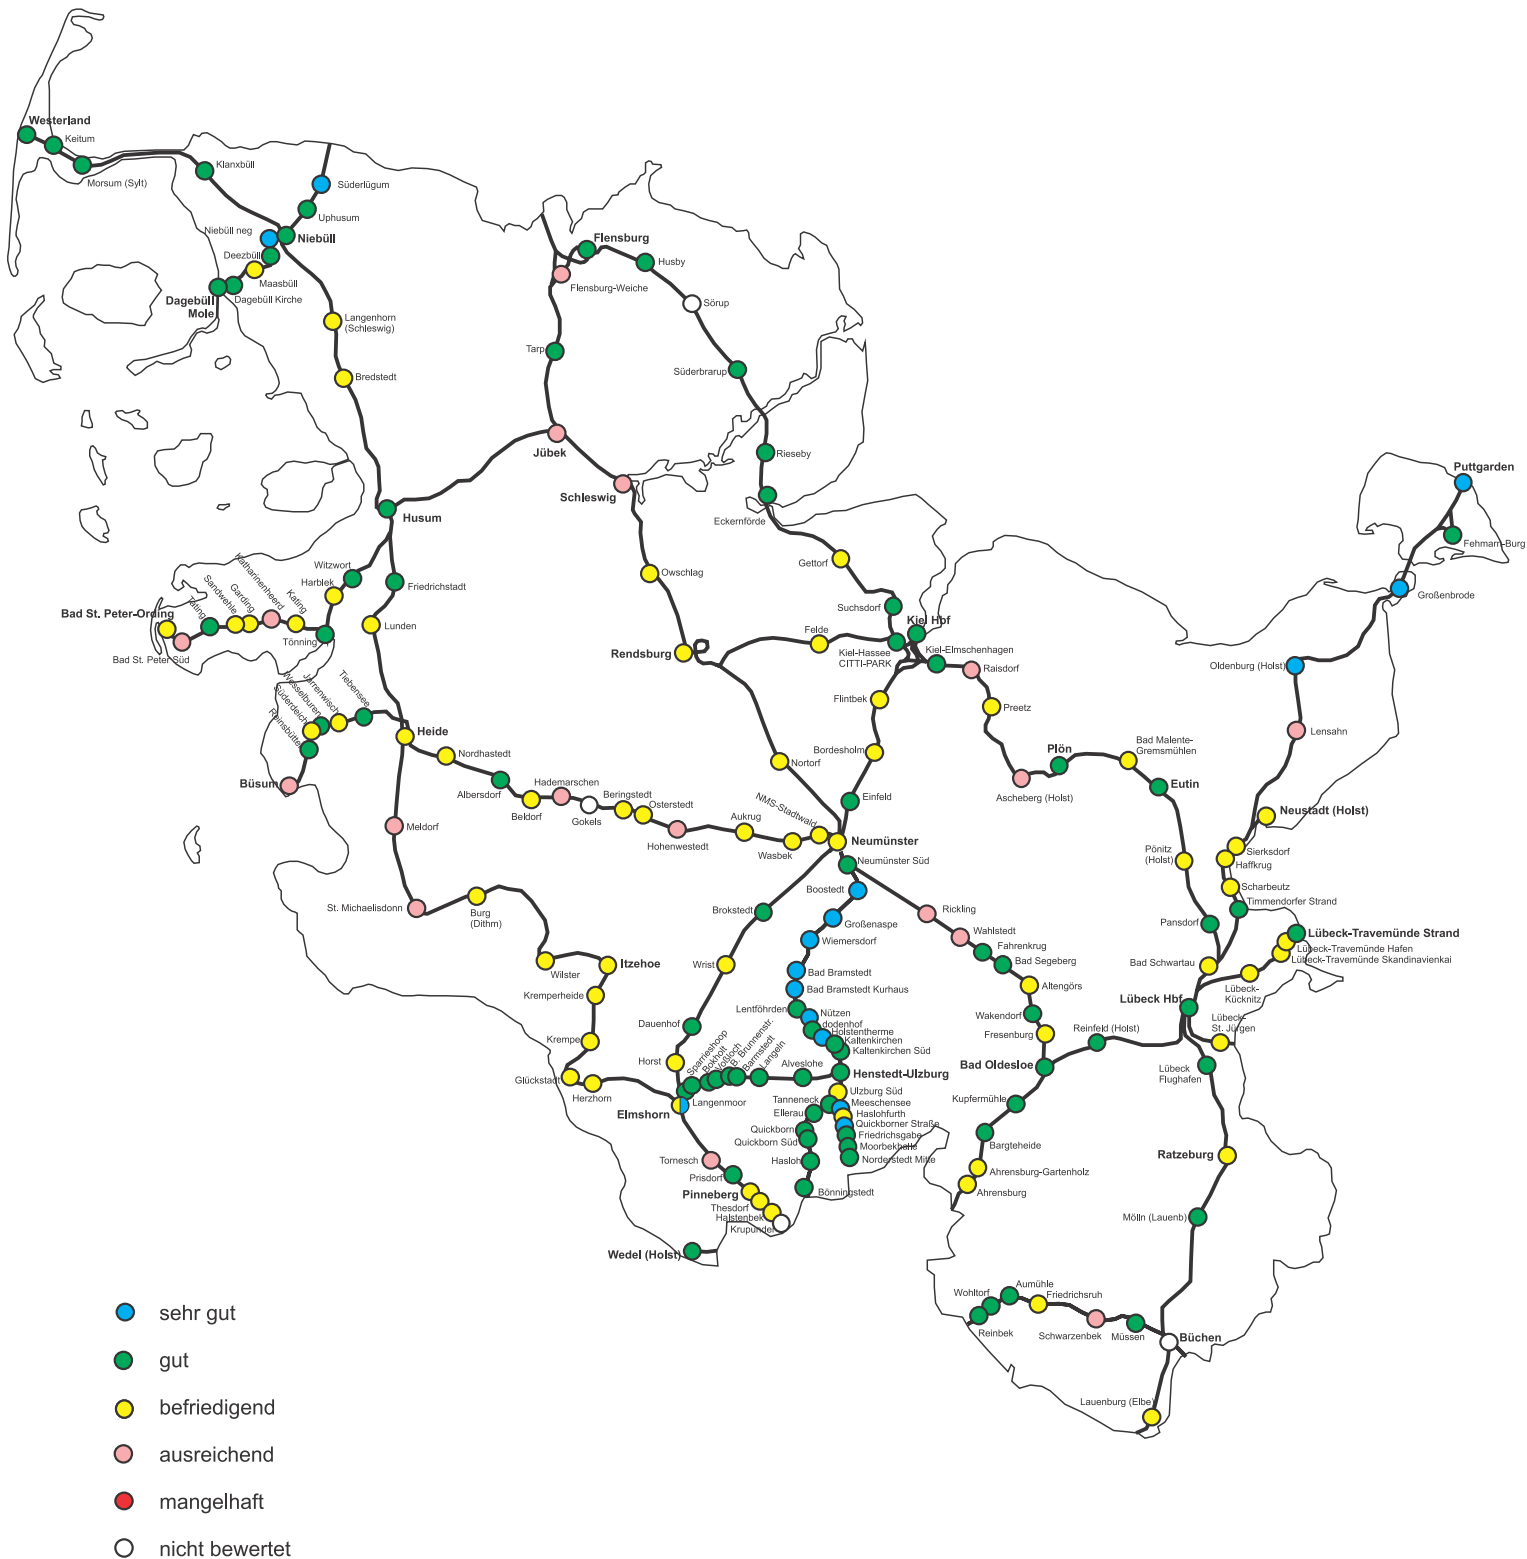 Westerland
Keitum
Morsum (Sylt)
Klanxbüll
Süderlügum
Uphusum
Niebüll neg
Niebüll
Deezbüll
Maasbüll
Dagebüll Kirche
Dagebüll
Mole
Langenhorn
(Schleswig)
Bredstedt
Flensburg
Husby
Flensburg-Weiche
Sörup
Tarp
Süderbrarup
Jübek
Schleswig
Rieseby
Eckernförde
Husum
Gettorf
Owschlag
Suchsdorf
Kiel Hbf
Felde
Kiel-Hassee
CITTI-PARK
Kiel-Elmschenhagen
Raisdorf
Rendsburg
Flintbek
Preetz
Bordesholm
Nortorf
Einfeld
Ascheberg (Holst)
Plön
Bad Malente-
Gremsmühlen
Eutin
Puttgarden
Fehmarn-Burg
Großenbrode
Oldenburg (Holst)
Lensahn
Neustadt (Holst)
Sierksdorf
Haffkrug
Scharbeutz
Timmendorfer Strand
Pönitz
(Holst)
Pansdorf
Bad Schwartau
Lübeck-Travemünde Strand
Lübeck-Travemünde Hafen
Lübeck-Travemünde Skandinavienkai
Lübeck-
Kücknitz
Lübeck Hbf
Lübeck-
St. Jürgen
Lübeck
Flughafen
Witzwort
Harblek
Friedrichstadt
Katharinenheerd
Kating
Garding
Sandwehle
Tating
Bad St. Peter-Ording
Bad St. Peter Süd
Tönning
Lunden
Tiebensee
Jarrenwisch
Wesselburen
Süderdeich
Reinsbüttel
Büsum
Heide
Nordhastedt
Albersdorf
Beldorf
Hademarschen
Gokels
Beringstedt
Osterstedt
Hohenwestedt
Aukrug
Wasbek
NMS-Stadtwald
Neumünster
Neumünster Süd
Meldorf
St. Michaelisdonn
Burg
(Dithm)
Wilster
Itzehoe
Kremperheide
Krempe
Glückstadt
Herzhorn
Brokstedt
Wrist
Dauenhof
Horst
Elmshorn
Langenmoor
Sparrieshoop
Bokholt
Voßloch
B. Brunnenstr.
Barmstedt
Langeln
Alveslohe
Boostedt
Großenaspe
Wiemersdorf
Bad Bramstedt
Bad Bramstedt Kurhaus
Lentföhrden
Nützen
dodenhof
Holstentherme
Kaltenkirchen
Kaltenkirchen Süd
Henstedt-Ulzburg
Ulzburg Süd
Tanneneck
Meeschensee
Haslohfurth
Ellerau
Quickborner Straße
Quickborn
Friedrichsgabe
Quickborn Süd
Moorbekhalle
Hasloh
Norderstedt Mitte
Bönningstedt
Rickling
Wahlstedt
Fahrenkrug
Bad Segeberg
Altengörs
Wakendorf
Fresenburg
Bad Oldesloe
Reinfeld (Holst)
Kupfermühle
Bargteheide
Ahrensburg-Gartenholz
Ahrensburg
Tornesch
Prisdorf
Pinneberg
Thesdorf
Halstenbek
Krupunder
Wedel (Holst)
Ratzeburg
Mölln (Lauenb)
Wohltorf
Aumühle
Friedrichsruh
Reinbek
Schwarzenbek
Müssen
Büchen
Lauenburg (Elbe)
sehr gut
gut
befriedigend
ausreichend
mangelhaft
nicht bewertet